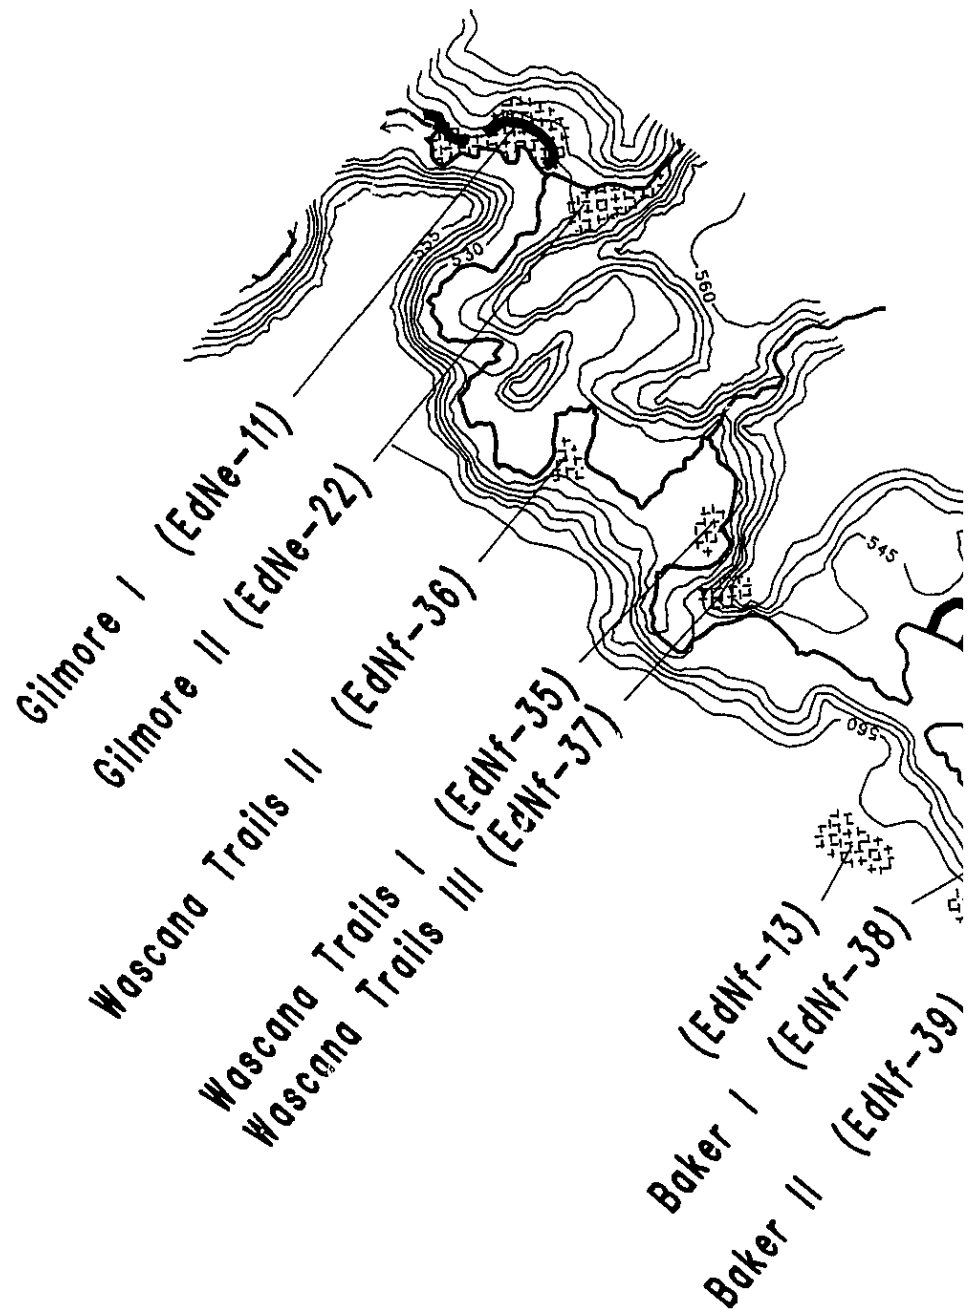 555
530
560
545
560
Gilmore I (EdNe-11)
Gilmore II (EdNe-22)
Wascana Trails II (EdNf-36)
Wascana Trails I (EdNf-35)
Wascana Trails III (EdNf-37)
(EdNf-13)
Baker I (EdNf-38)
Baker II (EdNf-39)